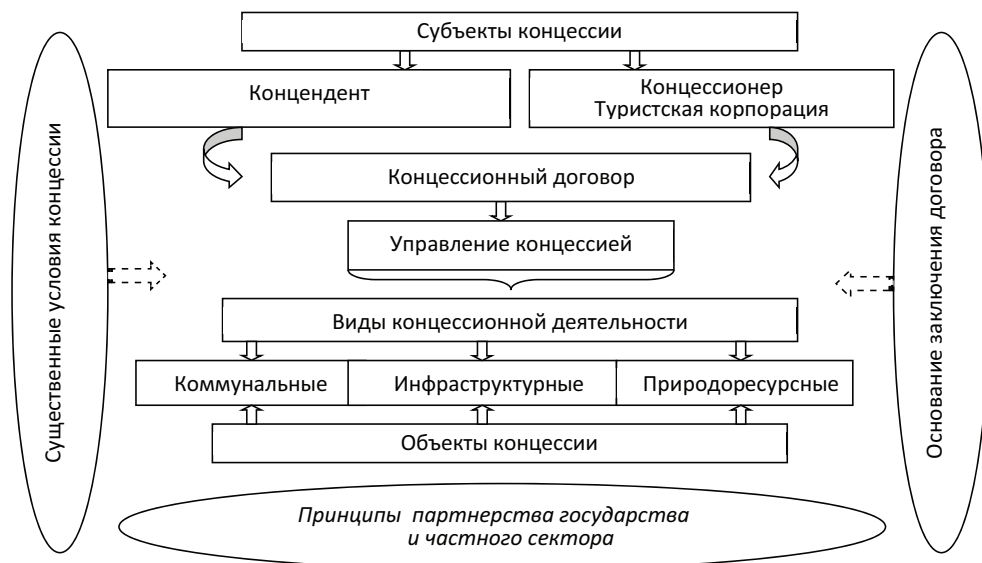 Субъекты концессии
Концендент
Концессионер
Туристская корпорация
Концессионный договор
Управление концессией
Виды концессионной деятельности
Коммунальные
Инфраструктурные
Природоресурсные
Объекты концессии
Существенные условия концессии
Основание заключения договора
Принципы партнерства государства
и частного сектора